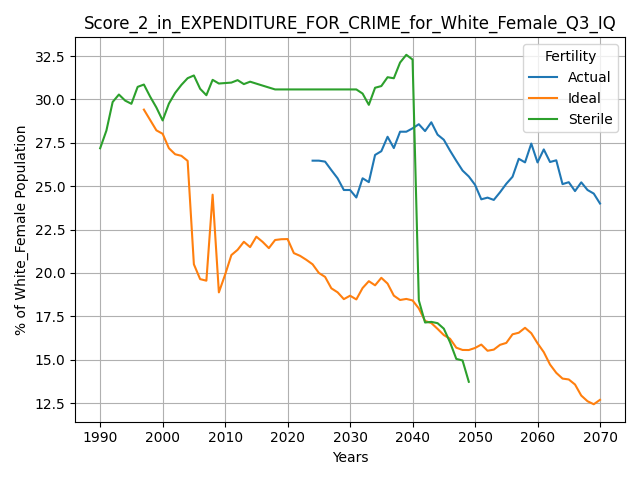 Score_2_in_EXPENDITURE_FOR_CRIME_for_White_Female_Q3_IQ
Fertility
Actual
Ideal
Sterile
% of White_Female Population
32.5
30.0
27.5
25.0
22.5
20.0
17.5
15.0
12.5
1990 2000 2010 2020 2030 2040 2050 2060 2070
Years